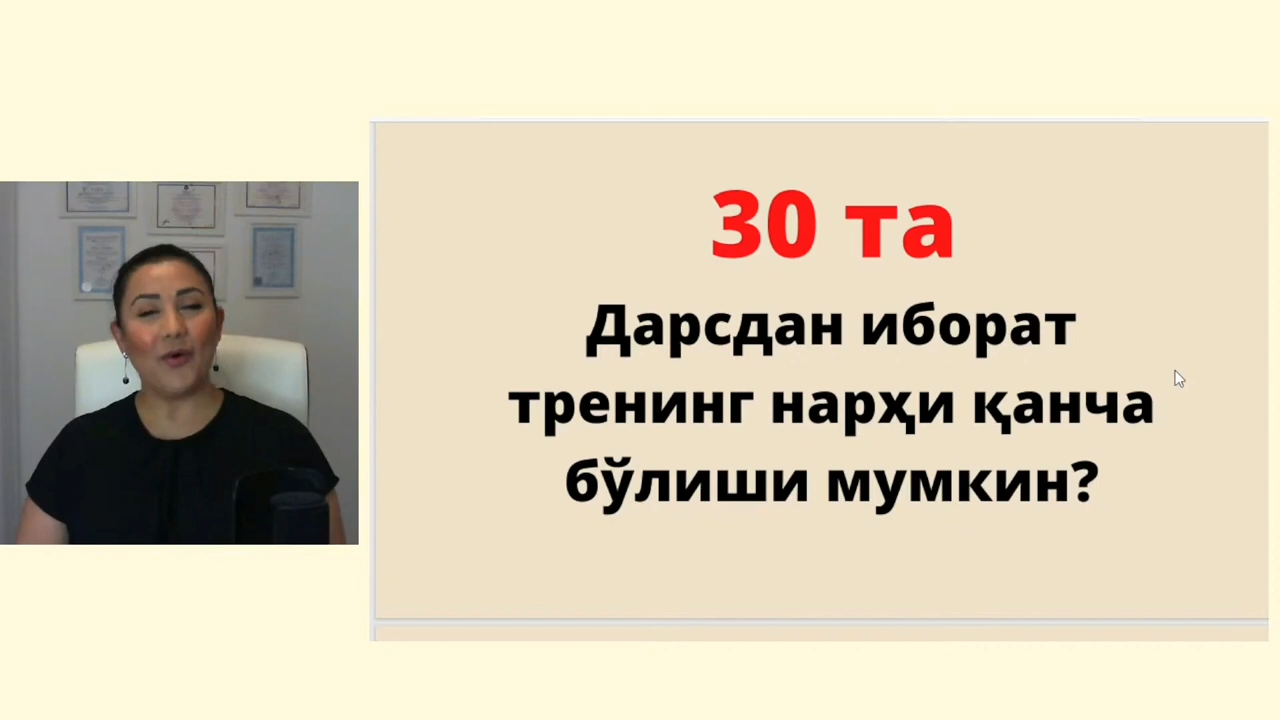 30 та
Дарсдан иборат
тренинг нарҳи қанча
бўлиши мумкин?